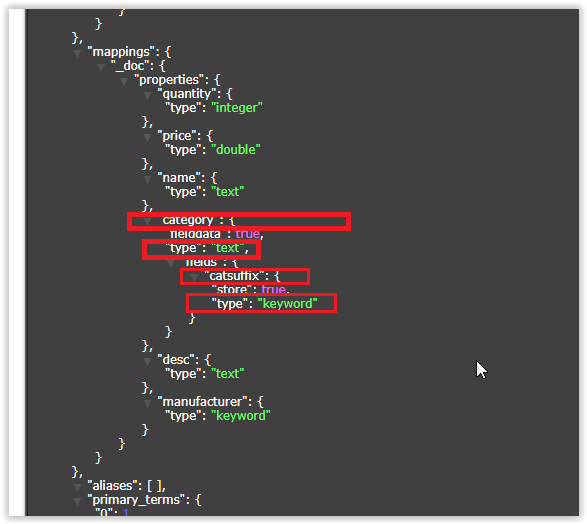 }
}
},
"mappings": {
"_doc": {
"properties": {
"quantity": {
"type": "integer"
},
"price": {
"type": "double"
},
"name": {
"type": "text"
},
"category": {
"fielddata": true,
"type": "text",
"fields": {
"catsuffix": {
"store": true,
"type": "keyword"
}
}
},
"desc": {
"type": "text"
},
"manufacturer": {
"type": "keyword"
}
}
}
},
"aliases": [ ],
"primary_terms": {
"0": 1